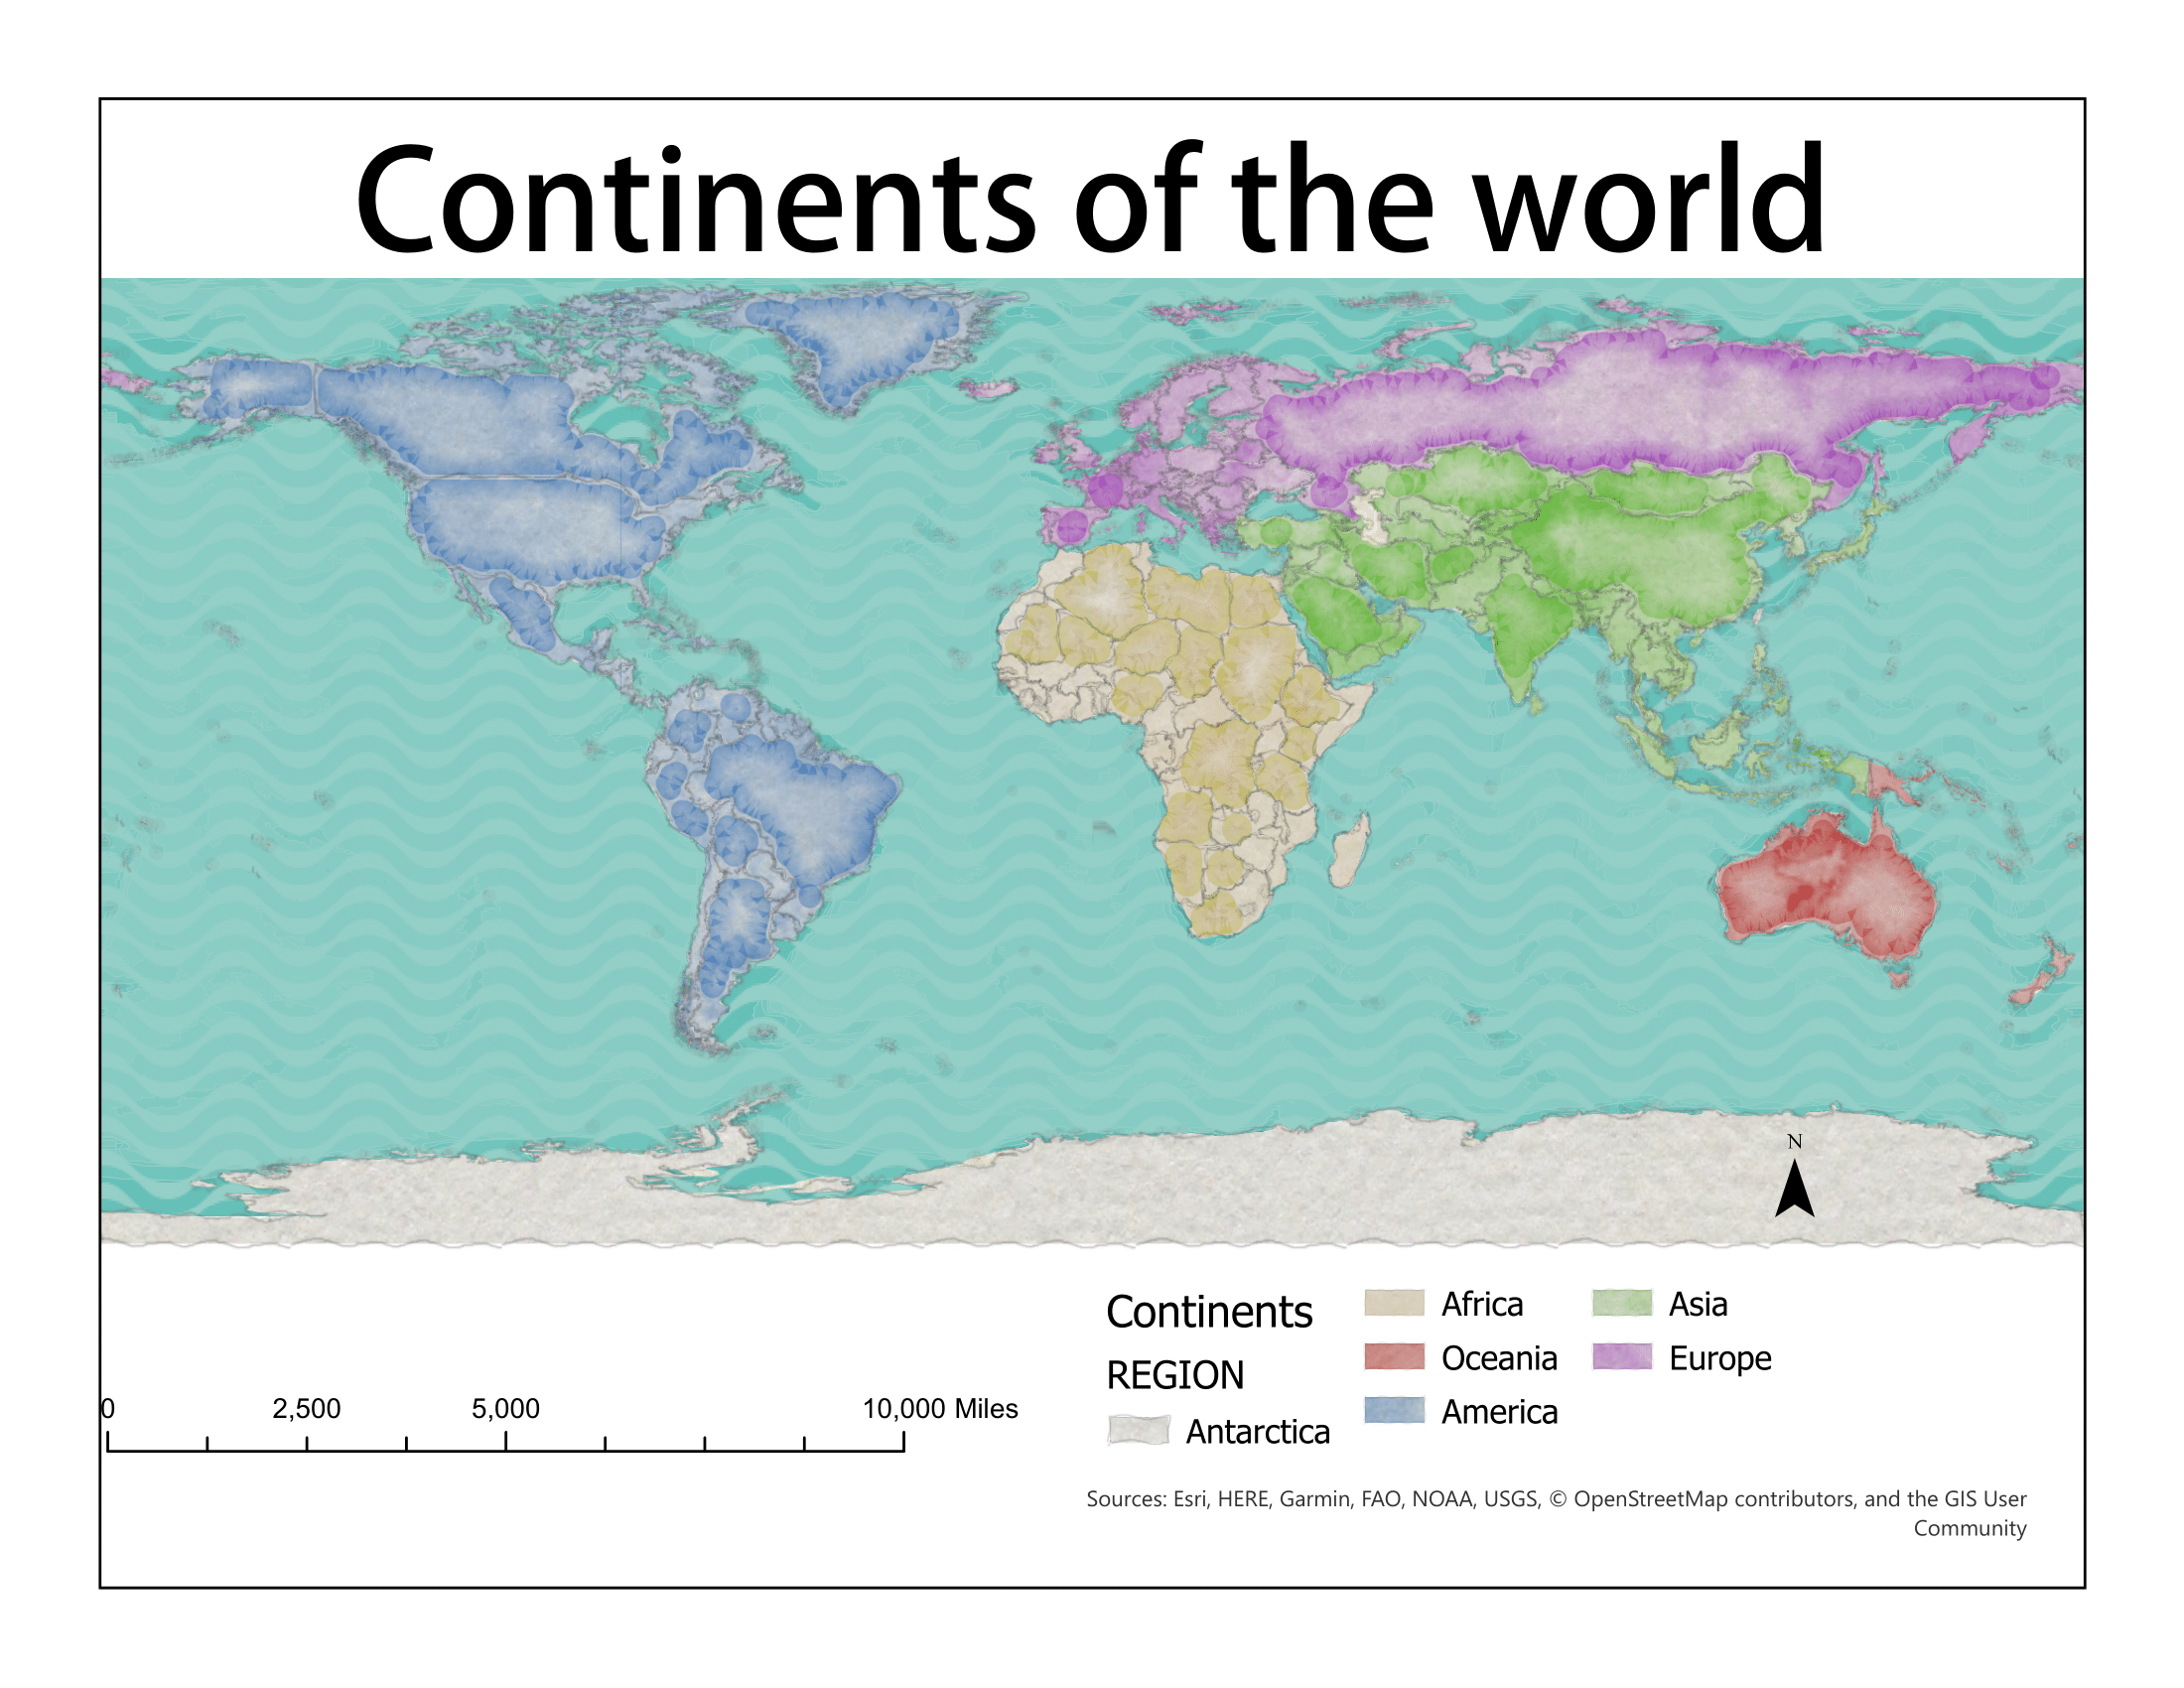 Continents of the world
N
Continents
REGION
Antarctica
Africa
Oceania
America
Asia
Europe
0 2,500 5,000 10,000 Miles
Sources: Esri, HERE, Garmin, FAO, NOAA, USGS, © OpenStreetMap contributors, and the GIS User
Community